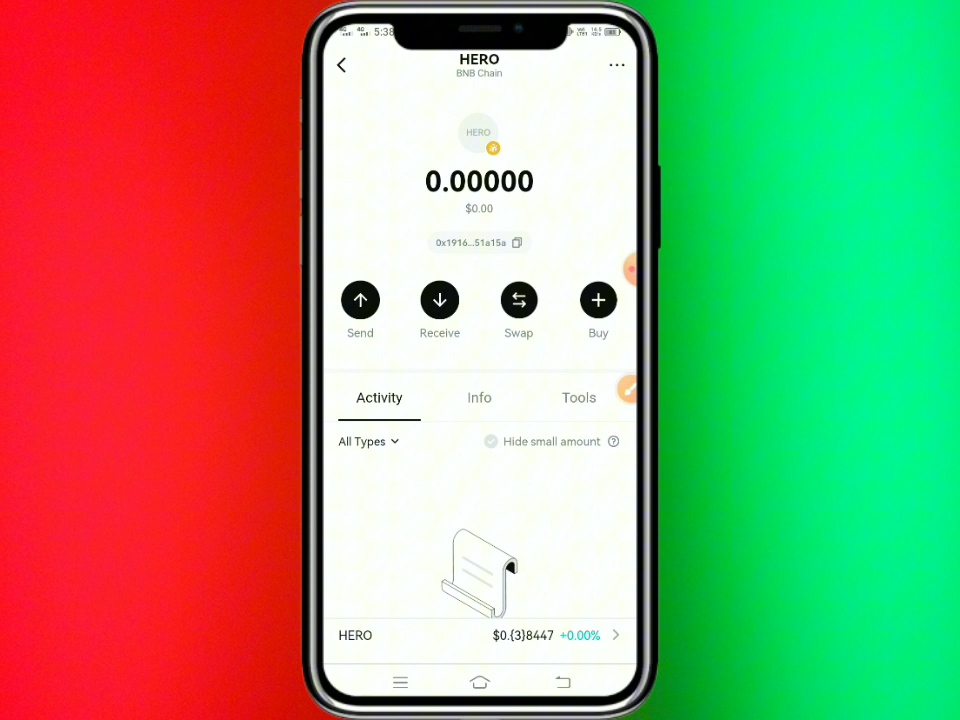 5:38
HERO
BNB Chain
HERO
0.00000
$0.00
0x1916...51a15a
Send Receive Swap Buy
Activity Info Tools
All Types Hide small amount
HERO $0.{3}8447 +0.00%